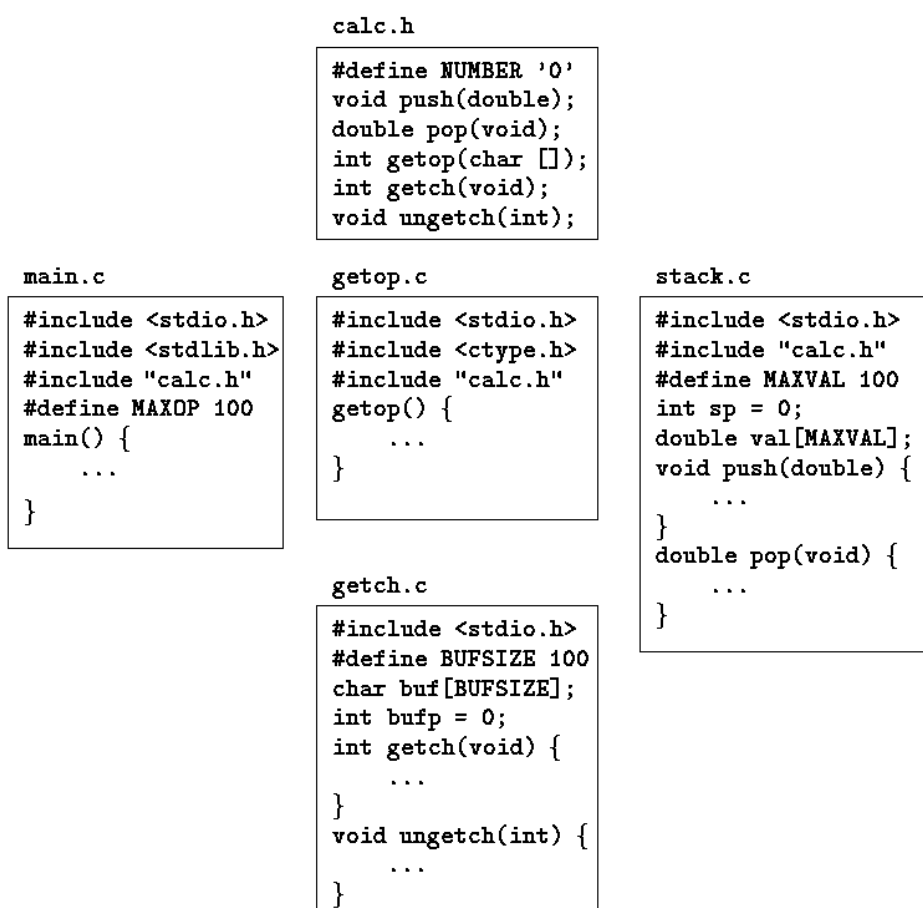 calc.h
#define NUMBER '0'
void push(double);
double pop(void);
int getop(char []);
int getch(void);
void ungetch(int);
main.c
#include <stdio.h>
#include <stdlib.h>
#include "calc.h"
#define MAXOP 100
main() {
...
}
getop.c
#include <stdio.h>
#include <ctype.h>
#include "calc.h"
getop() {
...
}
stack.c
#include <stdio.h>
#include "calc.h"
#define MAXVAL 100
int sp = 0;
double val[MAXVAL];
void push(double) {
...
}
double pop(void) {
...
}
getch.c
#include <stdio.h>
#define BUFSIZE 100
char buf[BUFSIZE];
int bufp = 0;
int getch(void) {
...
}
void ungetch(int) {
...
}